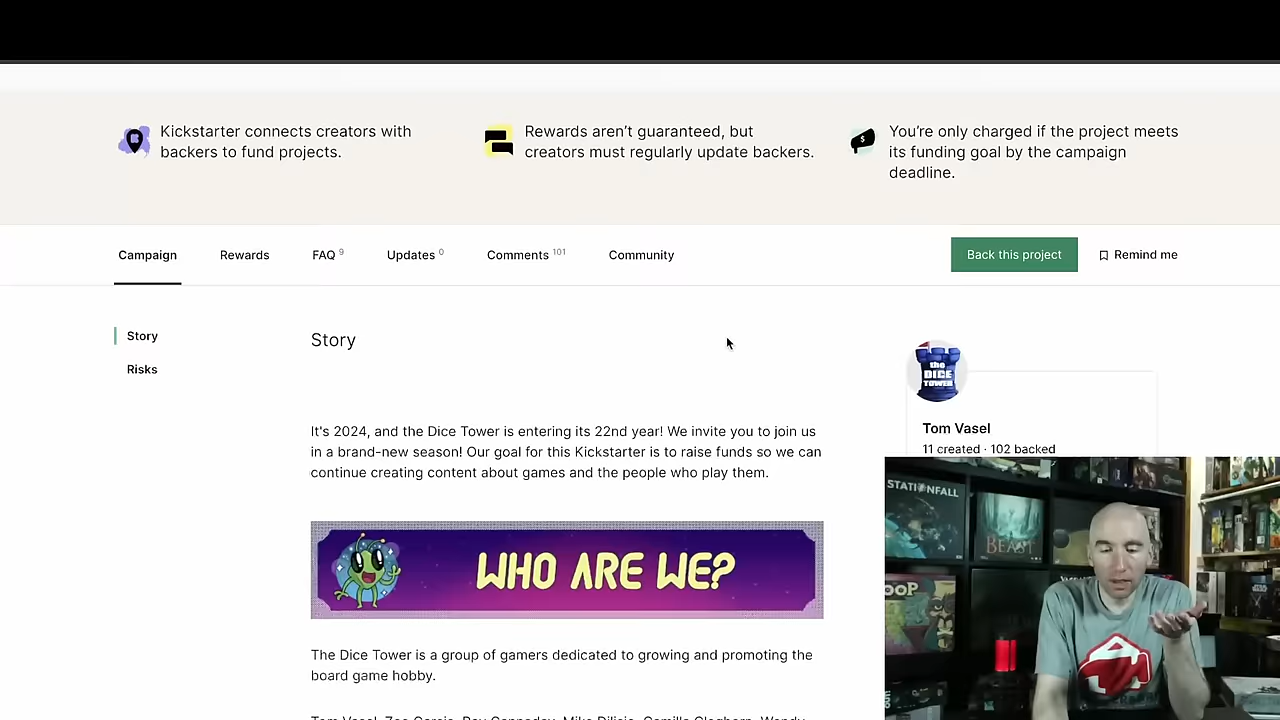 Kickstarter connects creators with
backers to fund projects.
Rewards aren't guaranteed, but
creators must regularly update backers.
You're only charged if the project meets
its funding goal by the campaign
deadline.
Campaign
Rewards
FAQ 9
Updates 0
Comments 101
Community
Back this project
Remind me
Story
Risks
Story
the
DICE
TOWER
Tom Vasel
11 created · 102 backed
It's 2024, and the Dice Tower is entering its 22nd year! We invite you to join us
in a brand-new season! Our goal for this Kickstarter is to raise funds so we can
continue creating content about games and the people who play them.
WHO ARE WE?
The Dice Tower is a group of gamers dedicated to growing and promoting the
board game hobby.
STATIONFALL
BEAST